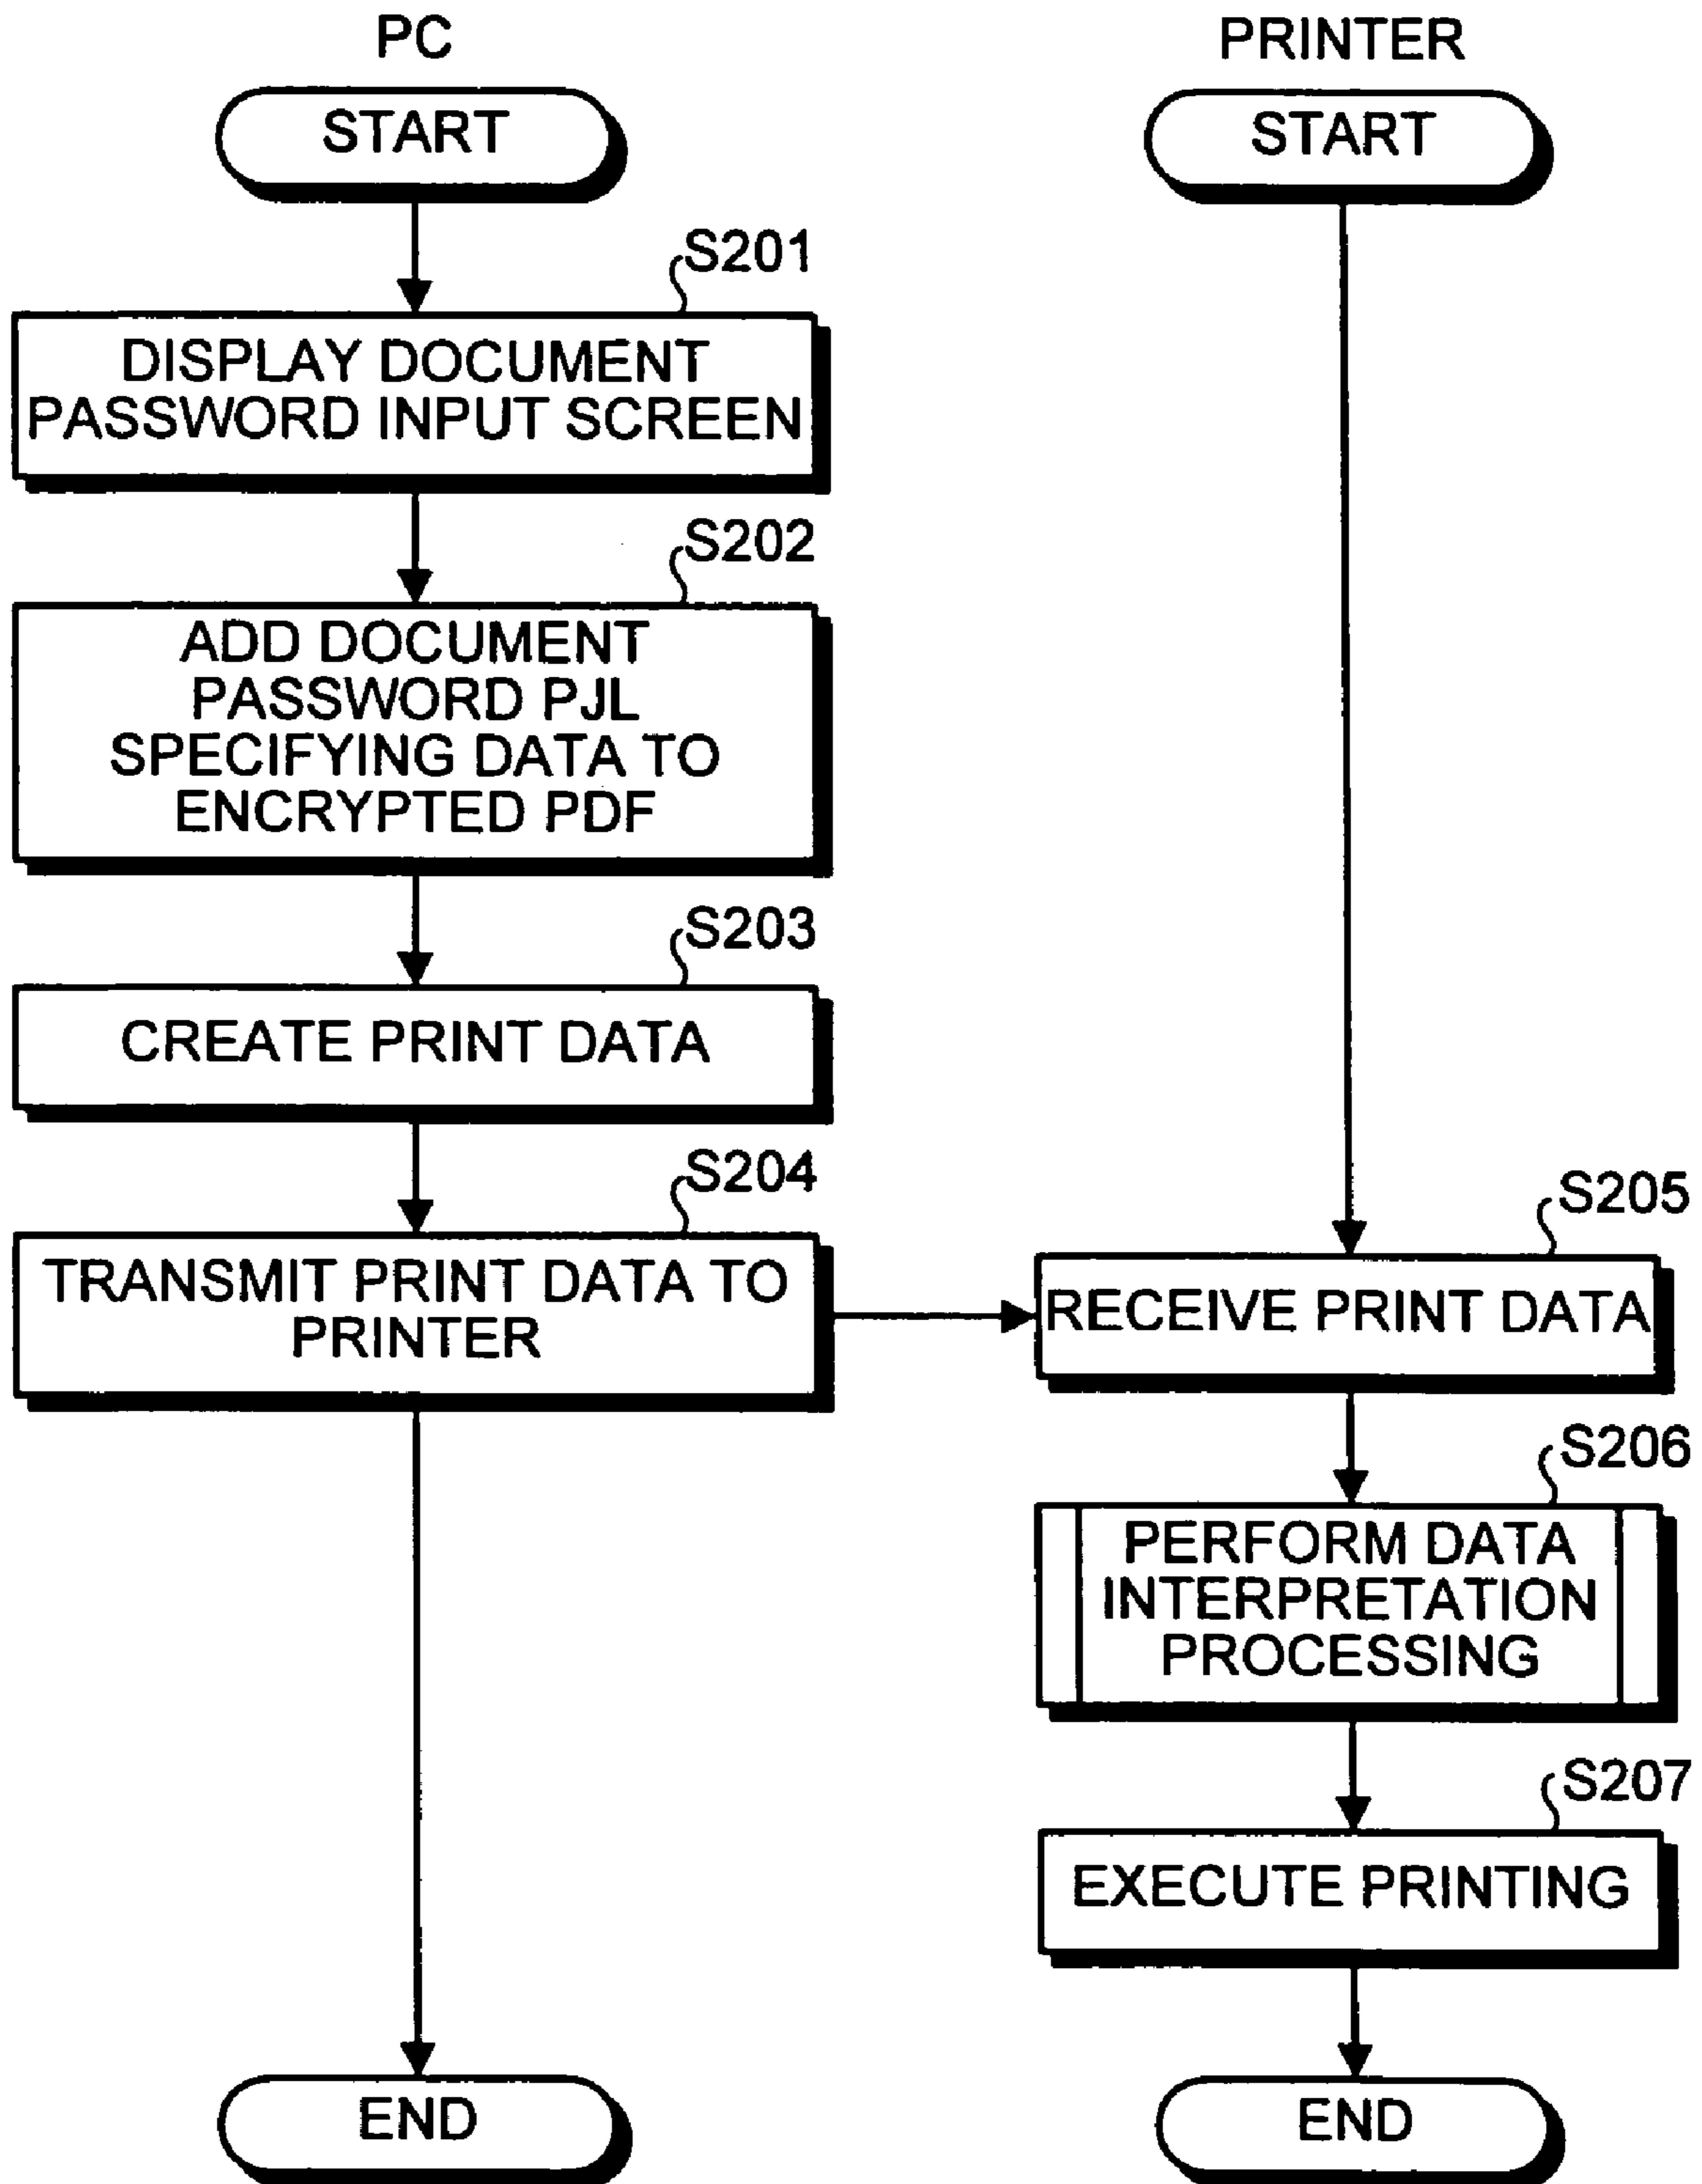 PC
START
S201
DISPLAY DOCUMENT
PASSWORD INPUT SCREEN
S202
ADD DOCUMENT
PASSWORD PJL
SPECIFYING DATA TO
ENCRYPTED PDF
S203
CREATE PRINT DATA
S204
TRANSMIT PRINT DATA TO
PRINTER
END
PRINTER
START
S205
RECEIVE PRINT DATA
S206
PERFORM DATA
INTERPRETATION
PROCESSING
S207
EXECUTE PRINTING
END